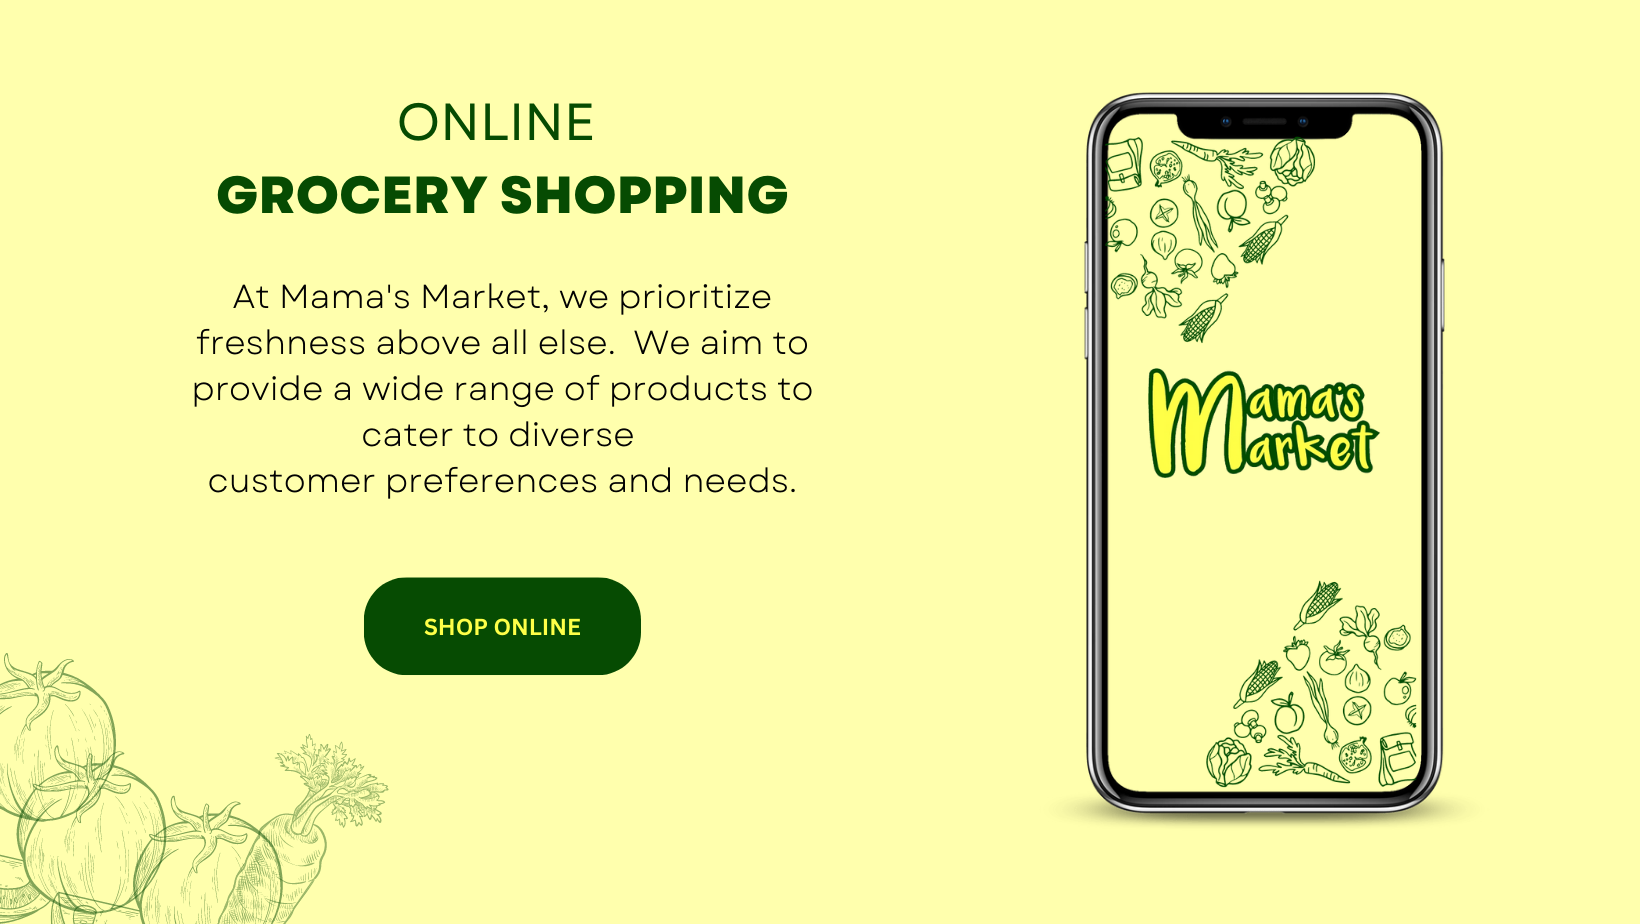 ONLINE
GROCERY SHOPPING
At Mama's Market, we prioritize
freshness above all else.  We aim to
provide a wide range of products to
cater to diverse
customer preferences and needs.
SHOP ONLINE
Mama's
Market